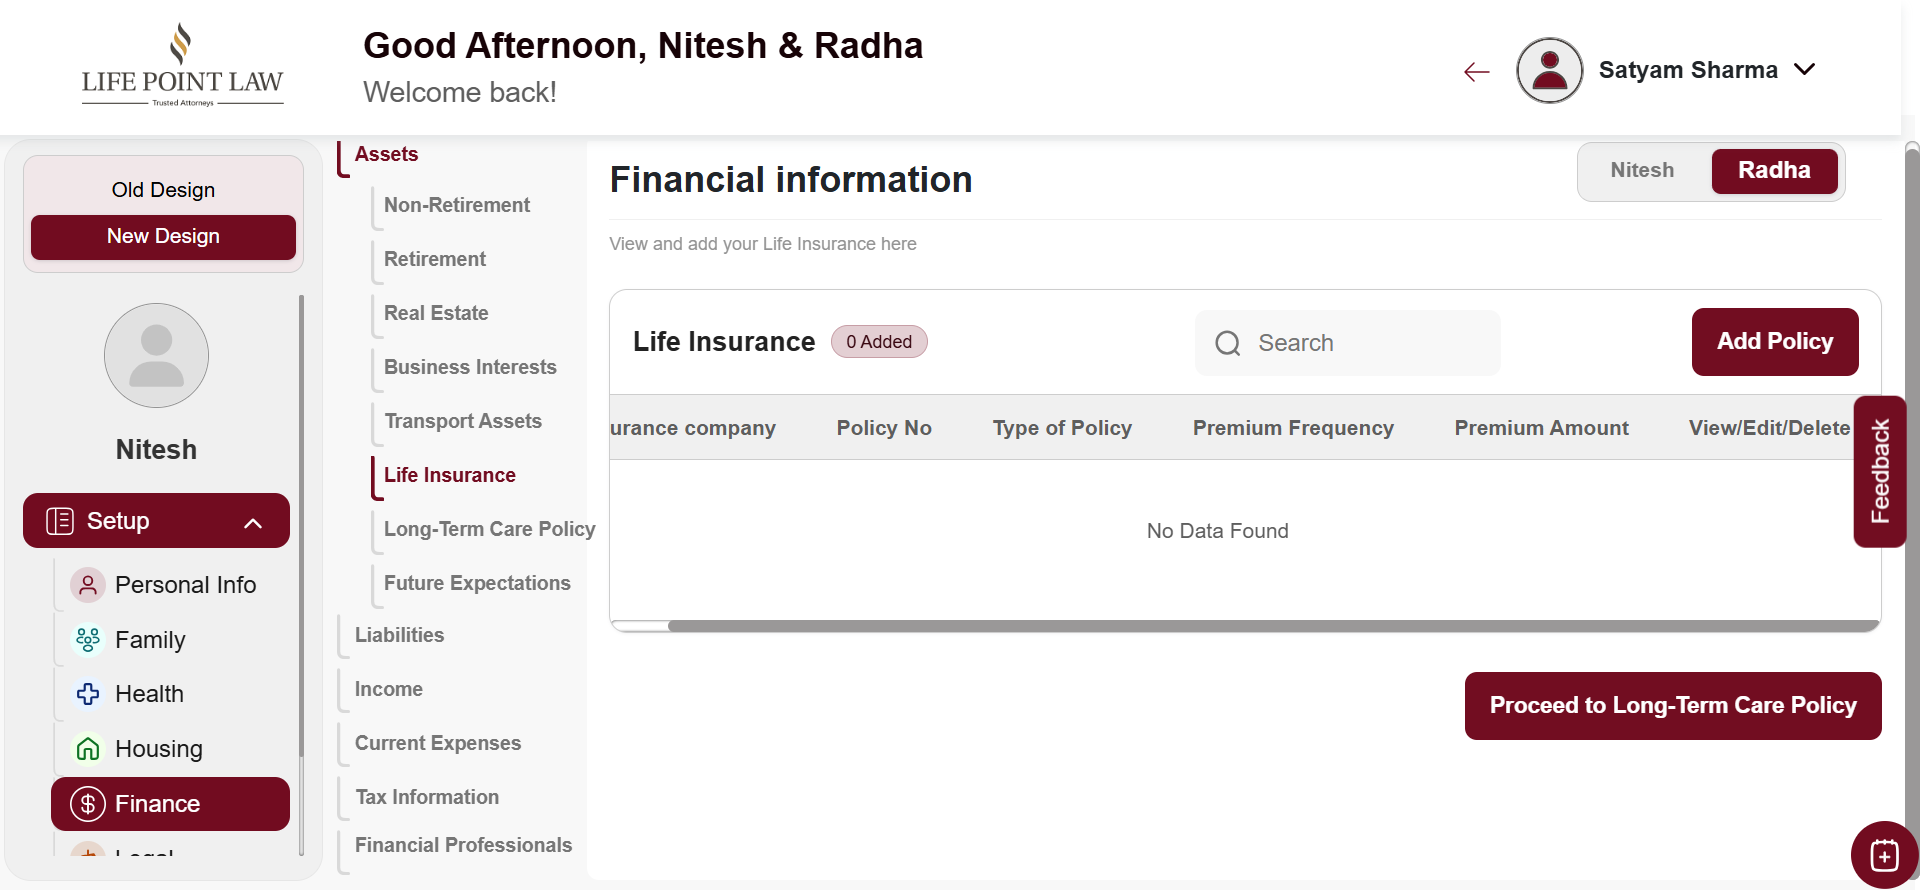 LIFE POINT LAW
Trusted Attorneys
Good Afternoon, Nitesh & Radha
Welcome back!
Satyam Sharma
Old Design
New Design
Nitesh
Setup
Personal Info
Family
Health
Housing
Finance
Legal
Assets
Non-Retirement
Retirement
Real Estate
Business Interests
Transport Assets
Life Insurance
Long-Term Care Policy
Future Expectations
Liabilities
Income
Current Expenses
Tax Information
Financial Professionals
Financial information
Nitesh Radha
View and add your Life Insurance here
Life Insurance 0 Added Search Add Policy
urance company Policy No Type of Policy Premium Frequency Premium Amount View/Edit/Delete
No Data Found
Proceed to Long-Term Care Policy
Feedback